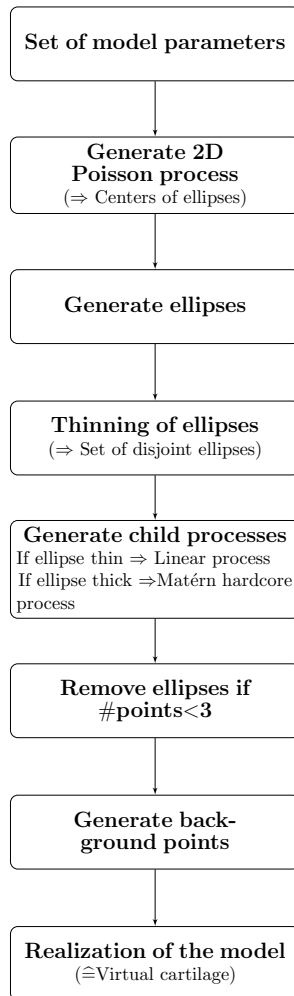 Set of model parameters
Generate 2D
Poisson process
(⇒ Centers of ellipses)
Generate ellipses
Thinning of ellipses
(⇒ Set of disjoint ellipses)
Generate child processes
If ellipse thin ⇒ Linear process
If ellipse thick ⇒Matérn hardcore
process
Remove ellipses if
#points<3
Generate back-
ground points
Realization of the model
(≙Virtual cartilage)